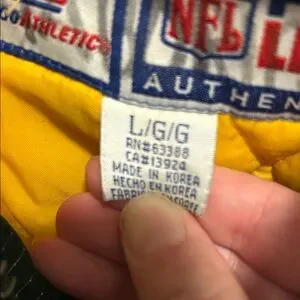 GO ATHLETIC
NFL
AUTHEN
L/G/G
RN#63388
CA#13924
MADE IN KOREA
HECHO EN KOREA